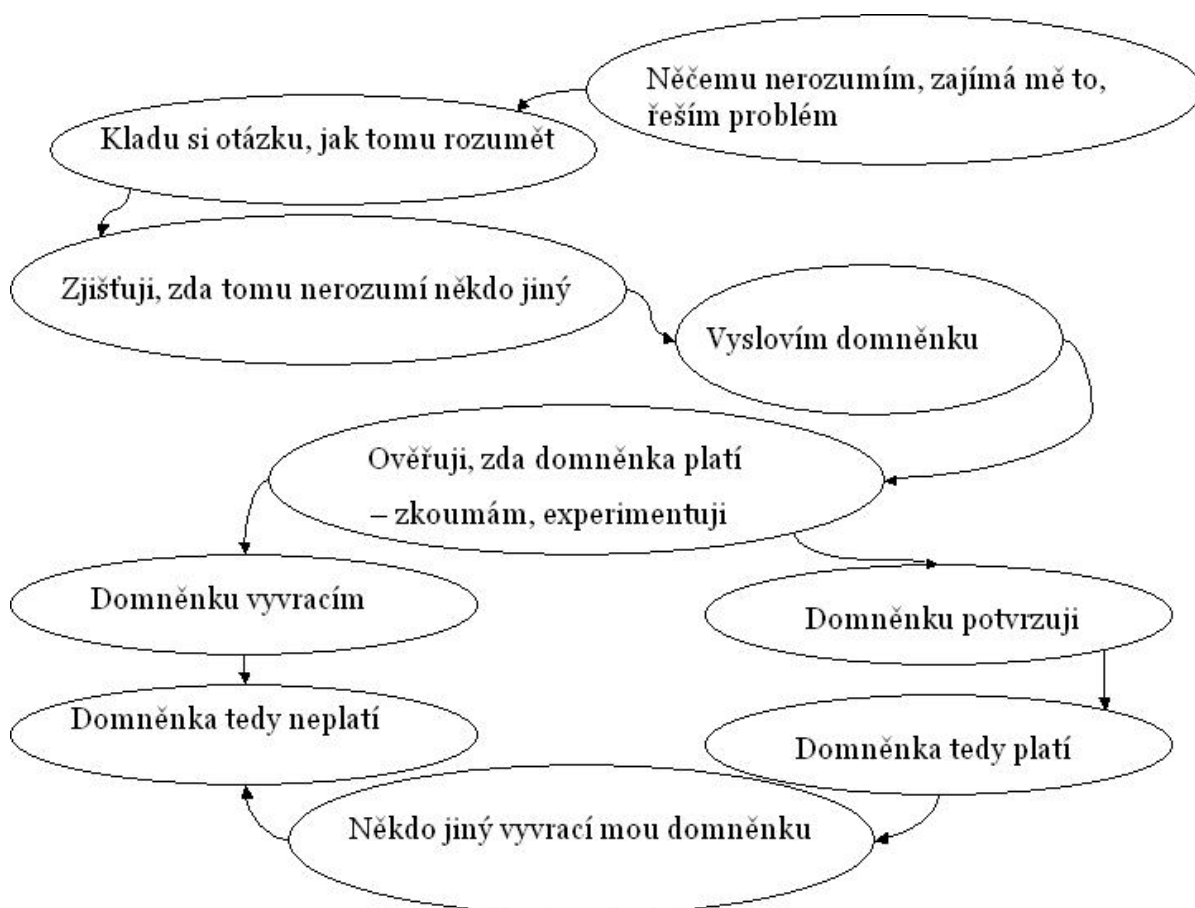 Něčemu nerozumím, zajímá mě to,
řeším problém
Kladu si otázku, jak tomu rozumět
Zjišťuji, zda tomu nerozumí někdo jiný
Vyslovím domněnku
Ověřuji, zda domněnka platí
– zkoumám, experimentuji
Domněnku vyvracím
Domněnku potvrzuji
Domněnka tedy neplatí
Domněnka tedy platí
Někdo jiný vyvrací mou domněnku